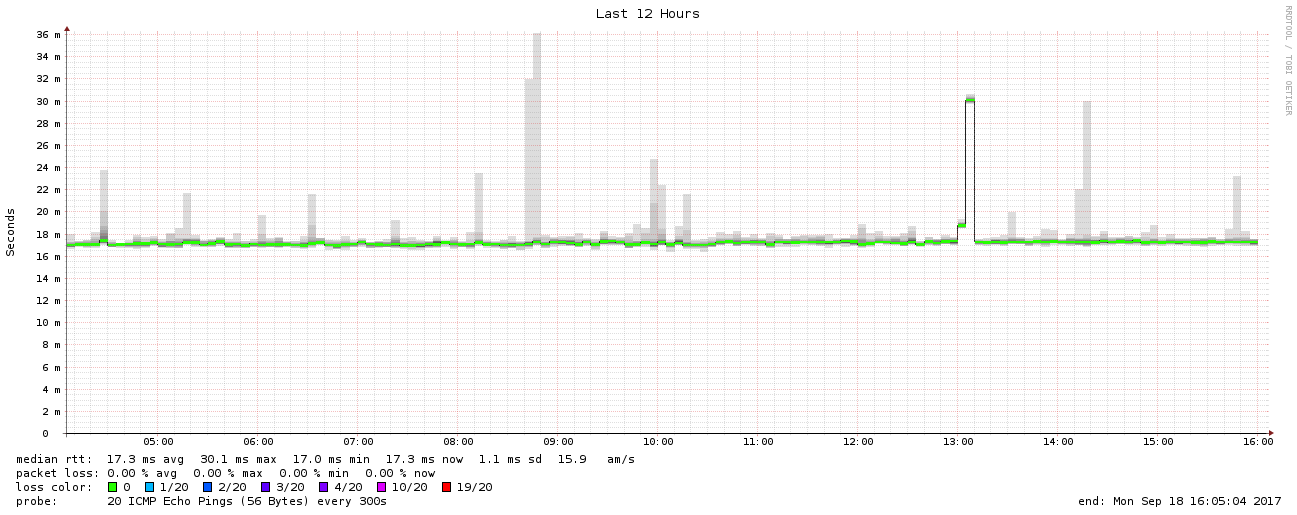 Last 12 Hours
RRDTOOL / TOBI OETIKER
Seconds
36 m
34 m
32 m
30 m
28 m
26 m
24 m
22 m
20 m
18 m
16 m
14 m
12 m
10 m
8 m
6 m
4 m
2 m
0
05:00 06:00 07:00 08:00 09:00 10:00 11:00 12:00 13:00 14:00 15:00 16:00
median rtt: 17.3 ms avg 30.1 ms max 17.0 ms min 17.3 ms now 1.1 ms sd 15.9 am/s
packet loss: 0.00 % avg 0.00 % max 0.00 % min 0.00 % now
loss color: 0 1/20 2/20 3/20 4/20 10/20 19/20
probe: 20 ICMP Echo Pings (56 Bytes) every 300s end: Mon Sep 18 16:05:04 2017